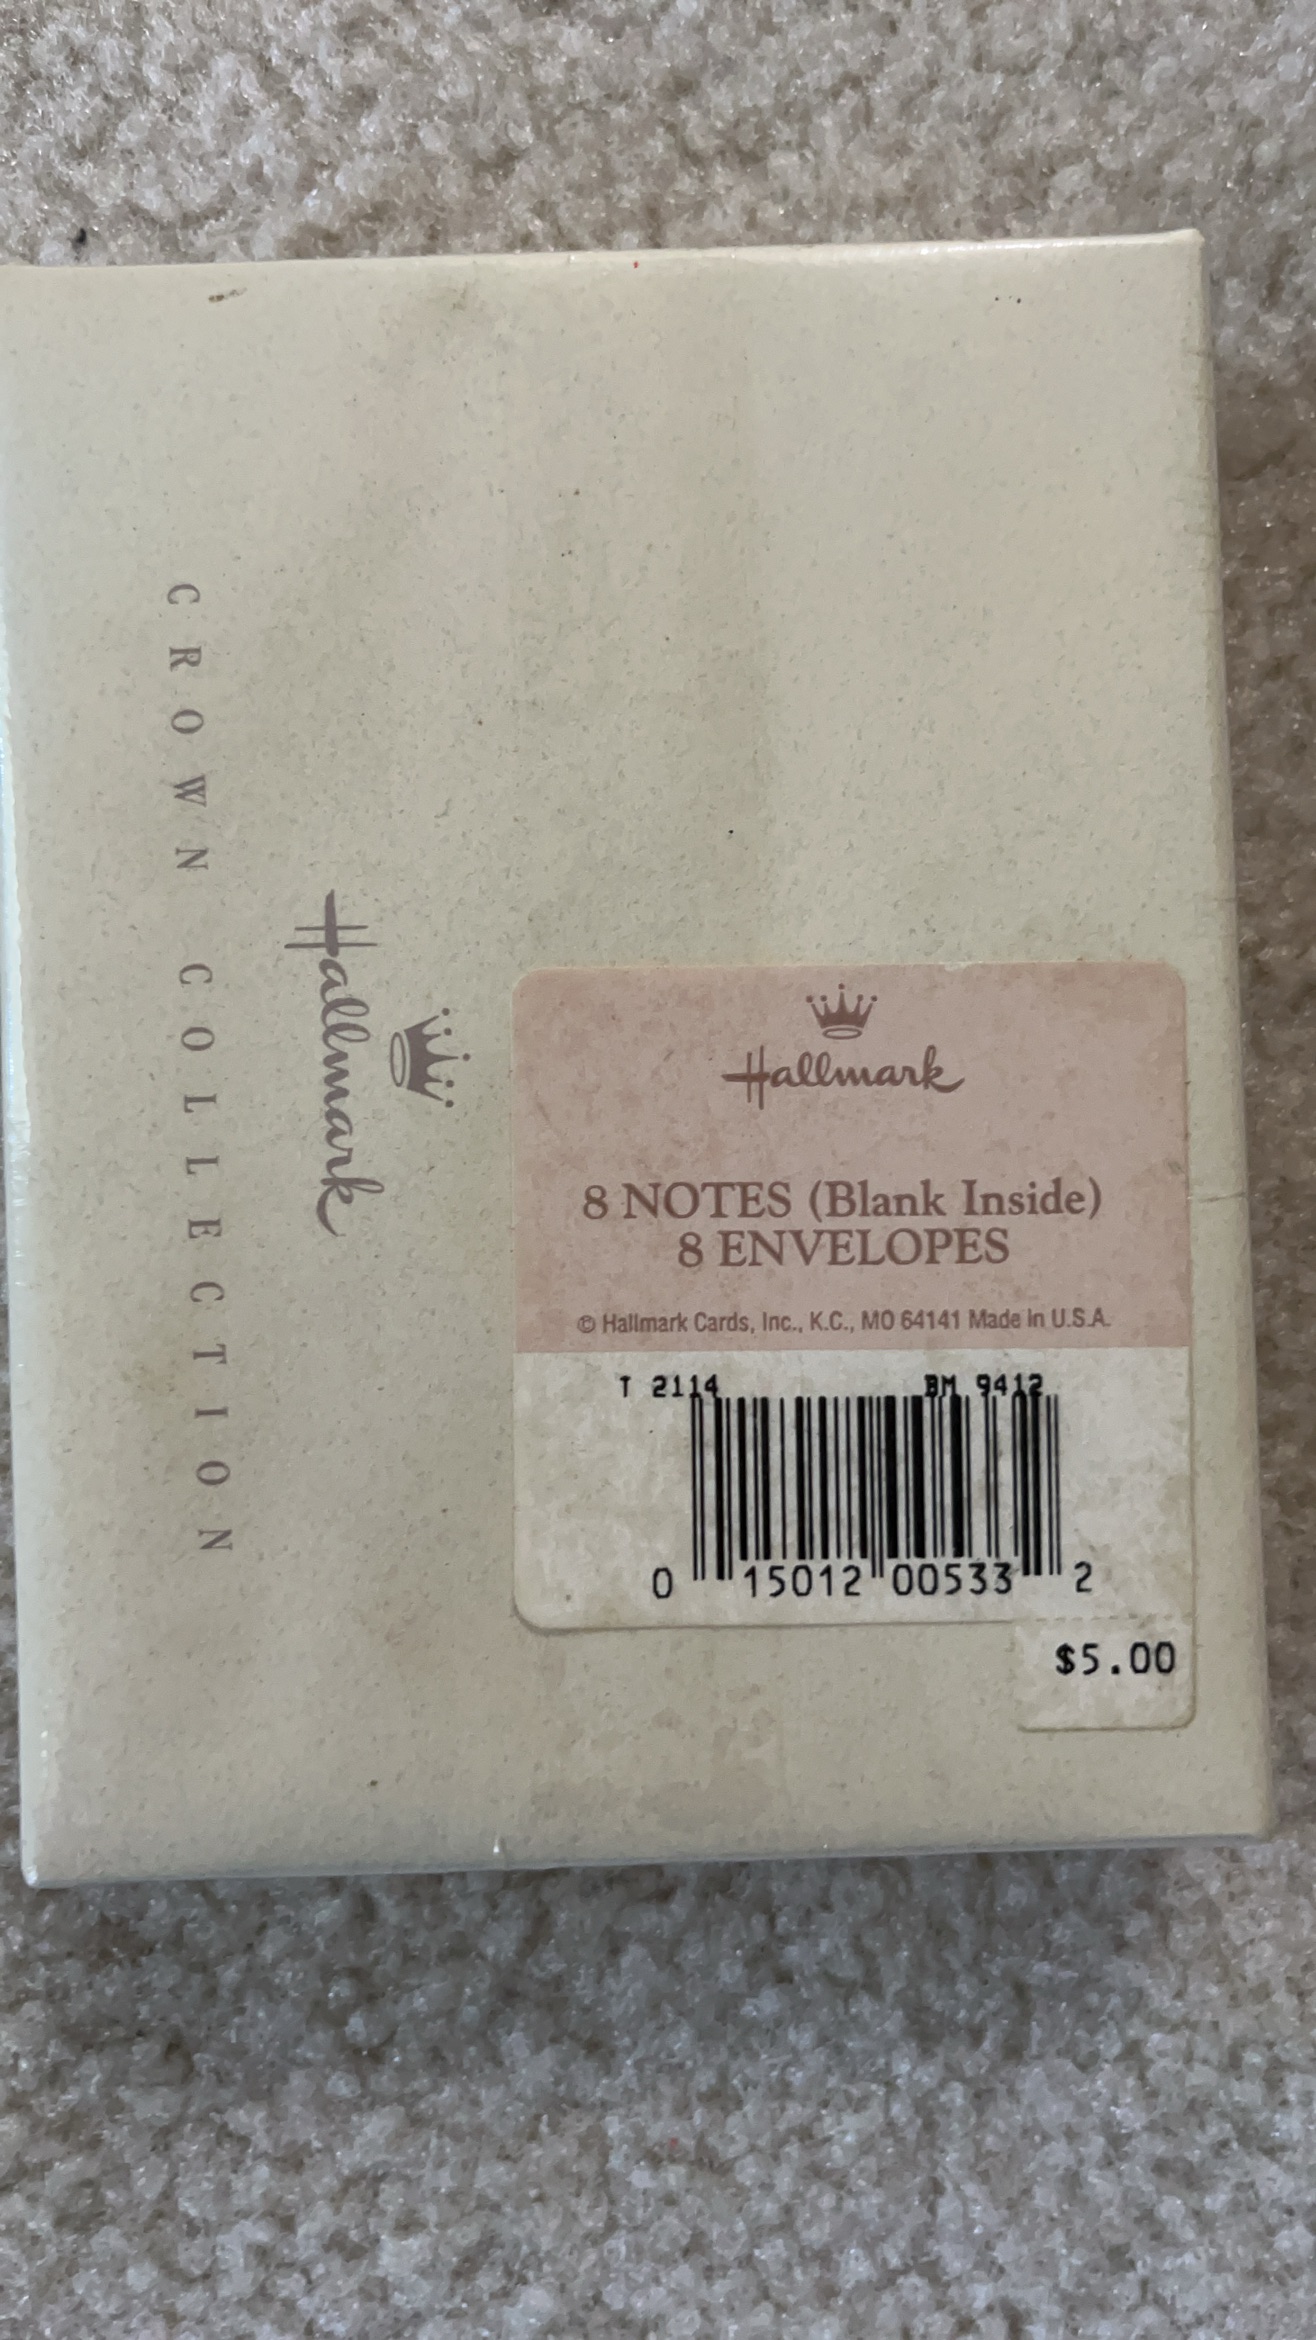 CROWN COLLECTION
Hallmark
Hallmark
8 NOTES (Blank Inside)
8 ENVELOPES
© Hallmark Cards, Inc., K.C., MO 64141 Made in U.S.A.
T 2114 BM 9412
0 15012 00533 2
$5.00